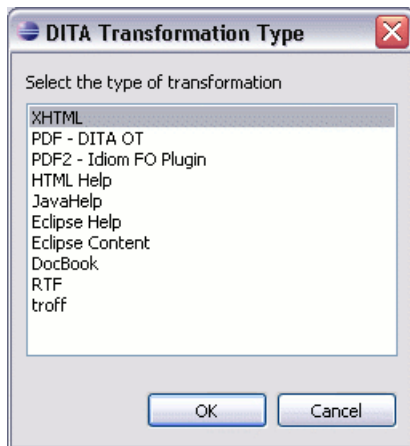 DITA Transformation Type
Select the type of transformation
XHTML
PDF - DITA OT
PDF2 - Idiom FO Plugin
HTML Help
JavaHelp
Eclipse Help
Eclipse Content
DocBook
RTF
troff
OK Cancel